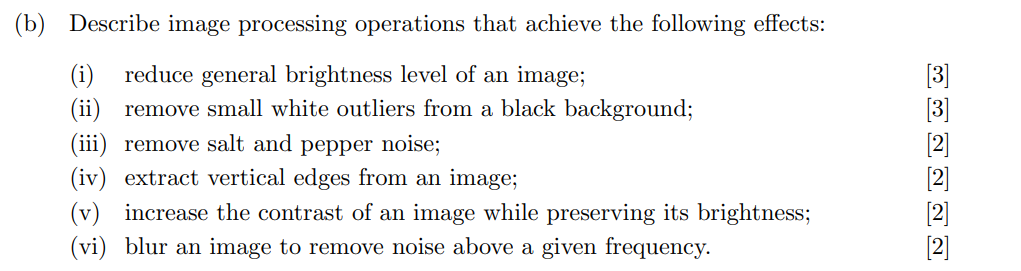 (b) Describe image processing operations that achieve the following effects:
(i) reduce general brightness level of an image; [3]
(ii) remove small white outliers from a black background; [3]
(iii) remove salt and pepper noise; [2]
(iv) extract vertical edges from an image; [2]
(v) increase the contrast of an image while preserving its brightness; [2]
(vi) blur an image to remove noise above a given frequency. [2]